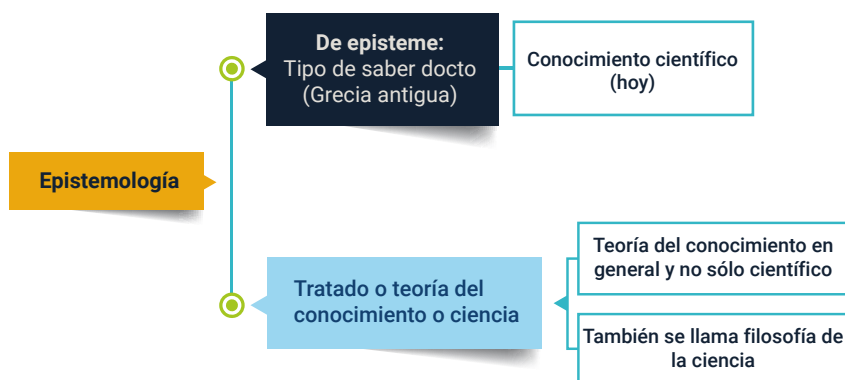 Epistemología
De episteme:
Tipo de saber docto
(Grecia antigua)
Conocimiento científico
(hoy)
Tratado o teoría del
conocimiento o ciencia
Teoría del conocimiento en
general y no sólo científico
También se llama filosofía de
la ciencia